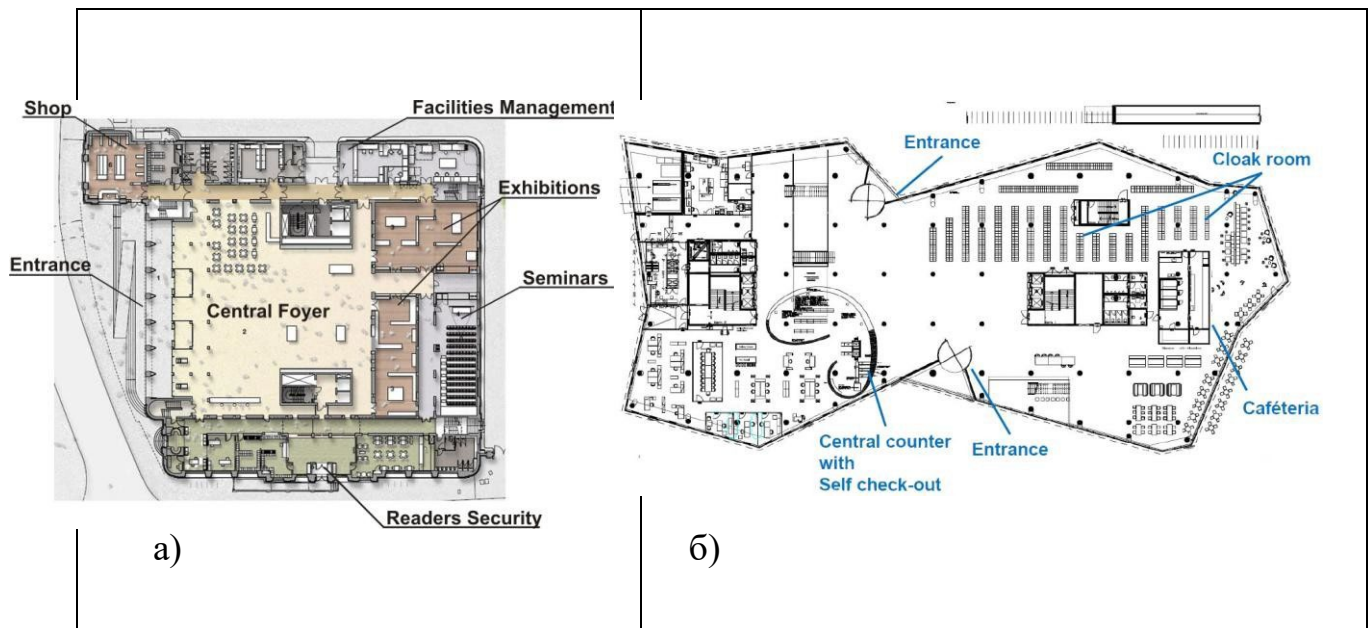 Shop
Facilities Management
Exhibitions
Entrance
Seminars
Central Foyer
2
Readers Security
а)
Entrance
Cloak room
Caféteria
Central counter
with
Self check-out
Entrance
б)